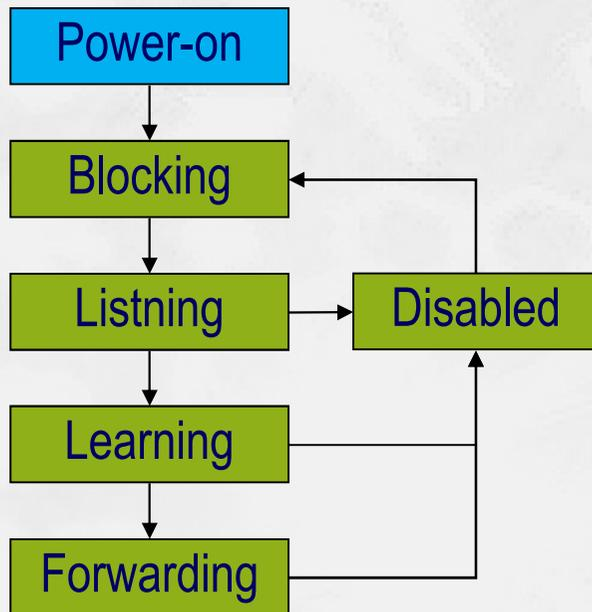 Power-on
Blocking
Listning
Disabled
Learning
Forwarding